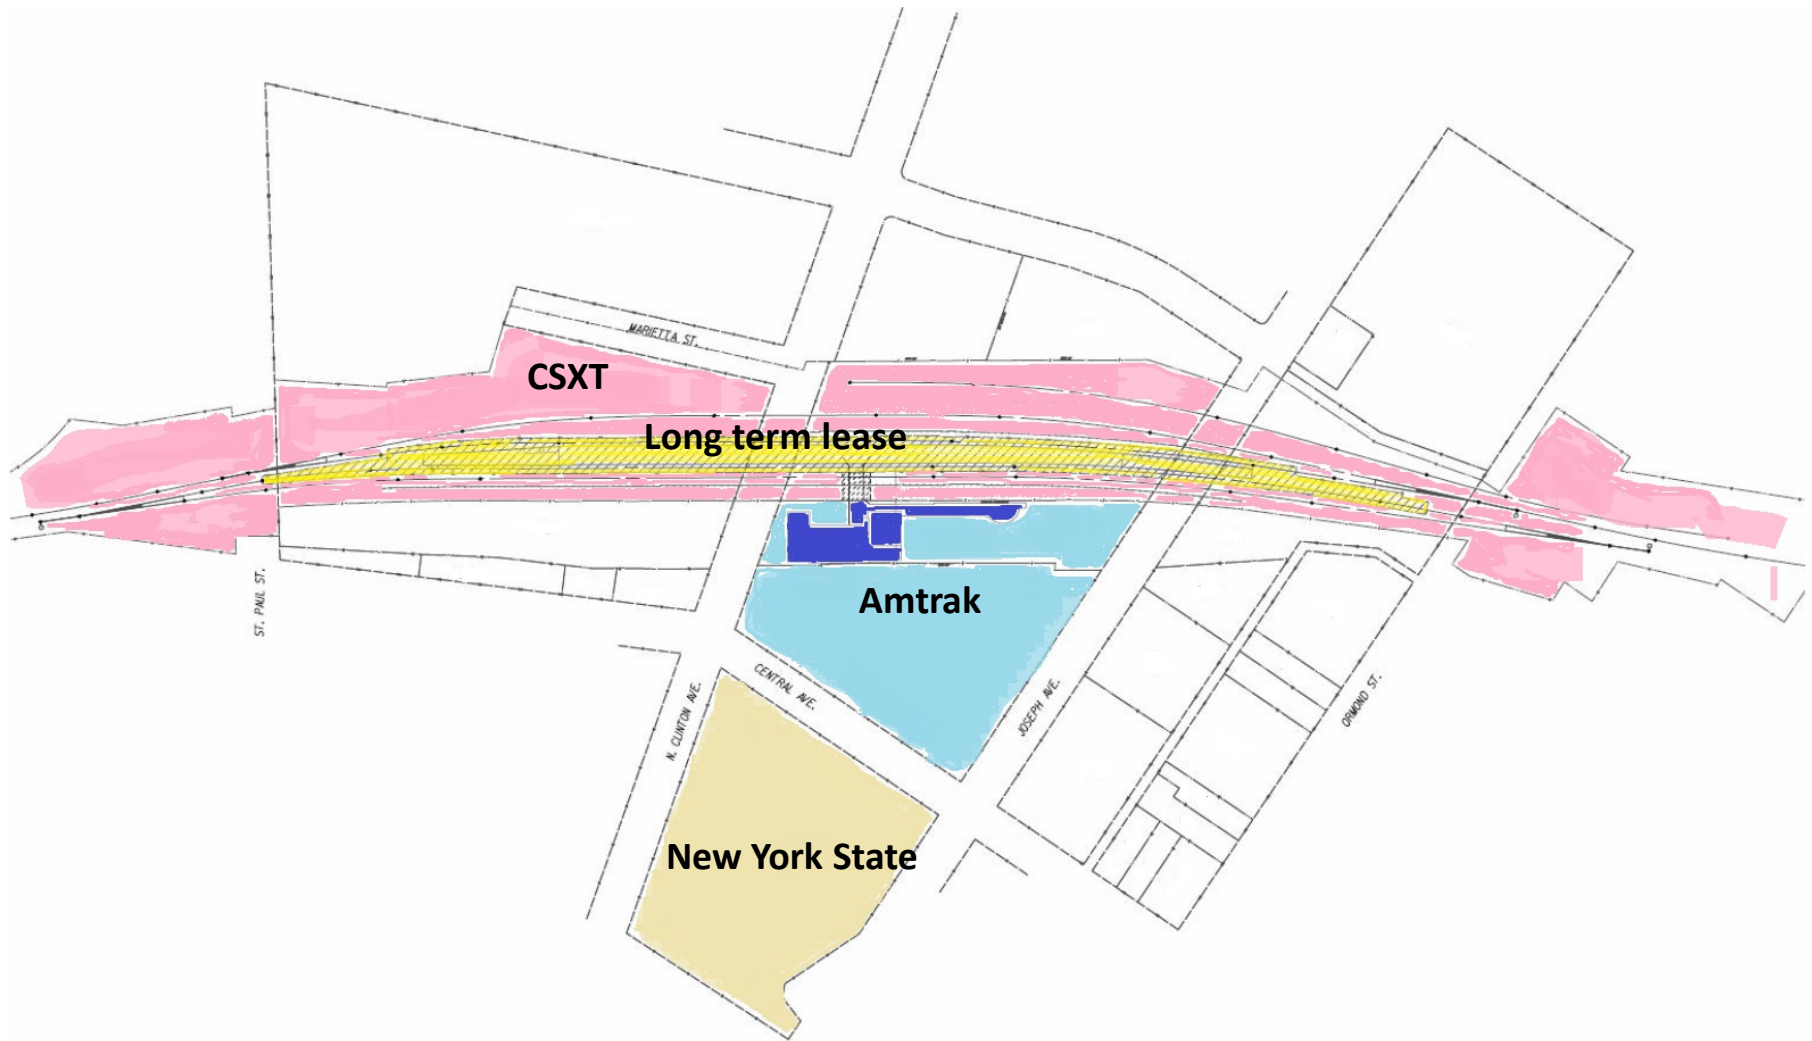 MARIETTA ST.
CSXT
Long term lease
ST. PAUL ST.
Amtrak
CENTRAL AVE.
N. CLINTON AVE.
JOSEPH AVE.
ORMOND ST.
New York State